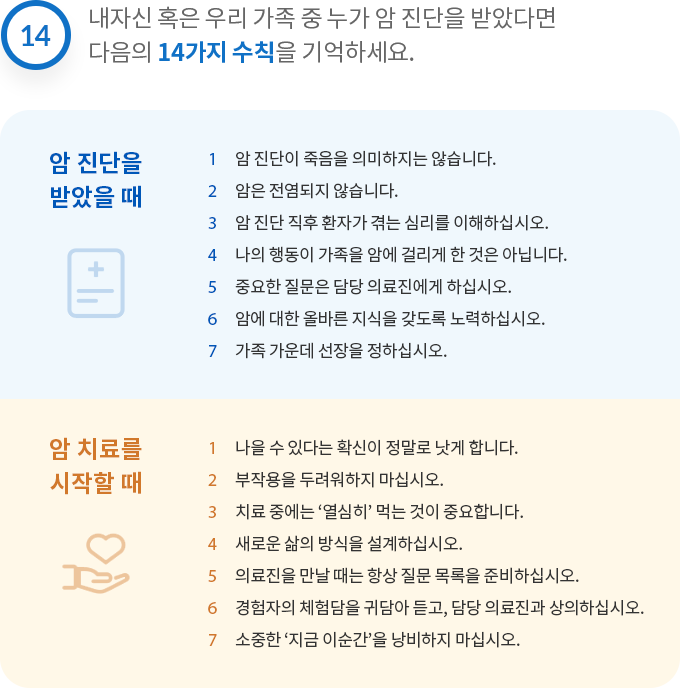 14
내자신 혹은 우리 가족 중 누가 암 진단을 받았다면
다음의 14가지 수칙을 기억하세요.
암 진단을
받았을 때
1 암 진단이 죽음을 의미하지는 않습니다.
2 암은 전염되지 않습니다.
3 암 진단 직후 환자가 겪는 심리를 이해하십시오.
4 나의 행동이 가족을 암에 걸리게 한 것은 아닙니다.
5 중요한 질문은 담당 의료진에게 하십시오.
6 암에 대한 올바른 지식을 갖도록 노력하십시오.
7 가족 가운데 선장을 정하십시오.
암 치료를
시작할 때
1 나을 수 있다는 확신이 정말로 낫게 합니다.
2 부작용을 두려워하지 마십시오.
3 치료 중에는 ‘열심히’ 먹는 것이 중요합니다.
4 새로운 삶의 방식을 설계하십시오.
5 의료진을 만날 때는 항상 질문 목록을 준비하십시오.
6 경험자의 체험담을 귀담아 듣고, 담당 의료진과 상의하십시오.
7 소중한 ‘지금 이순간’을 낭비하지 마십시오.